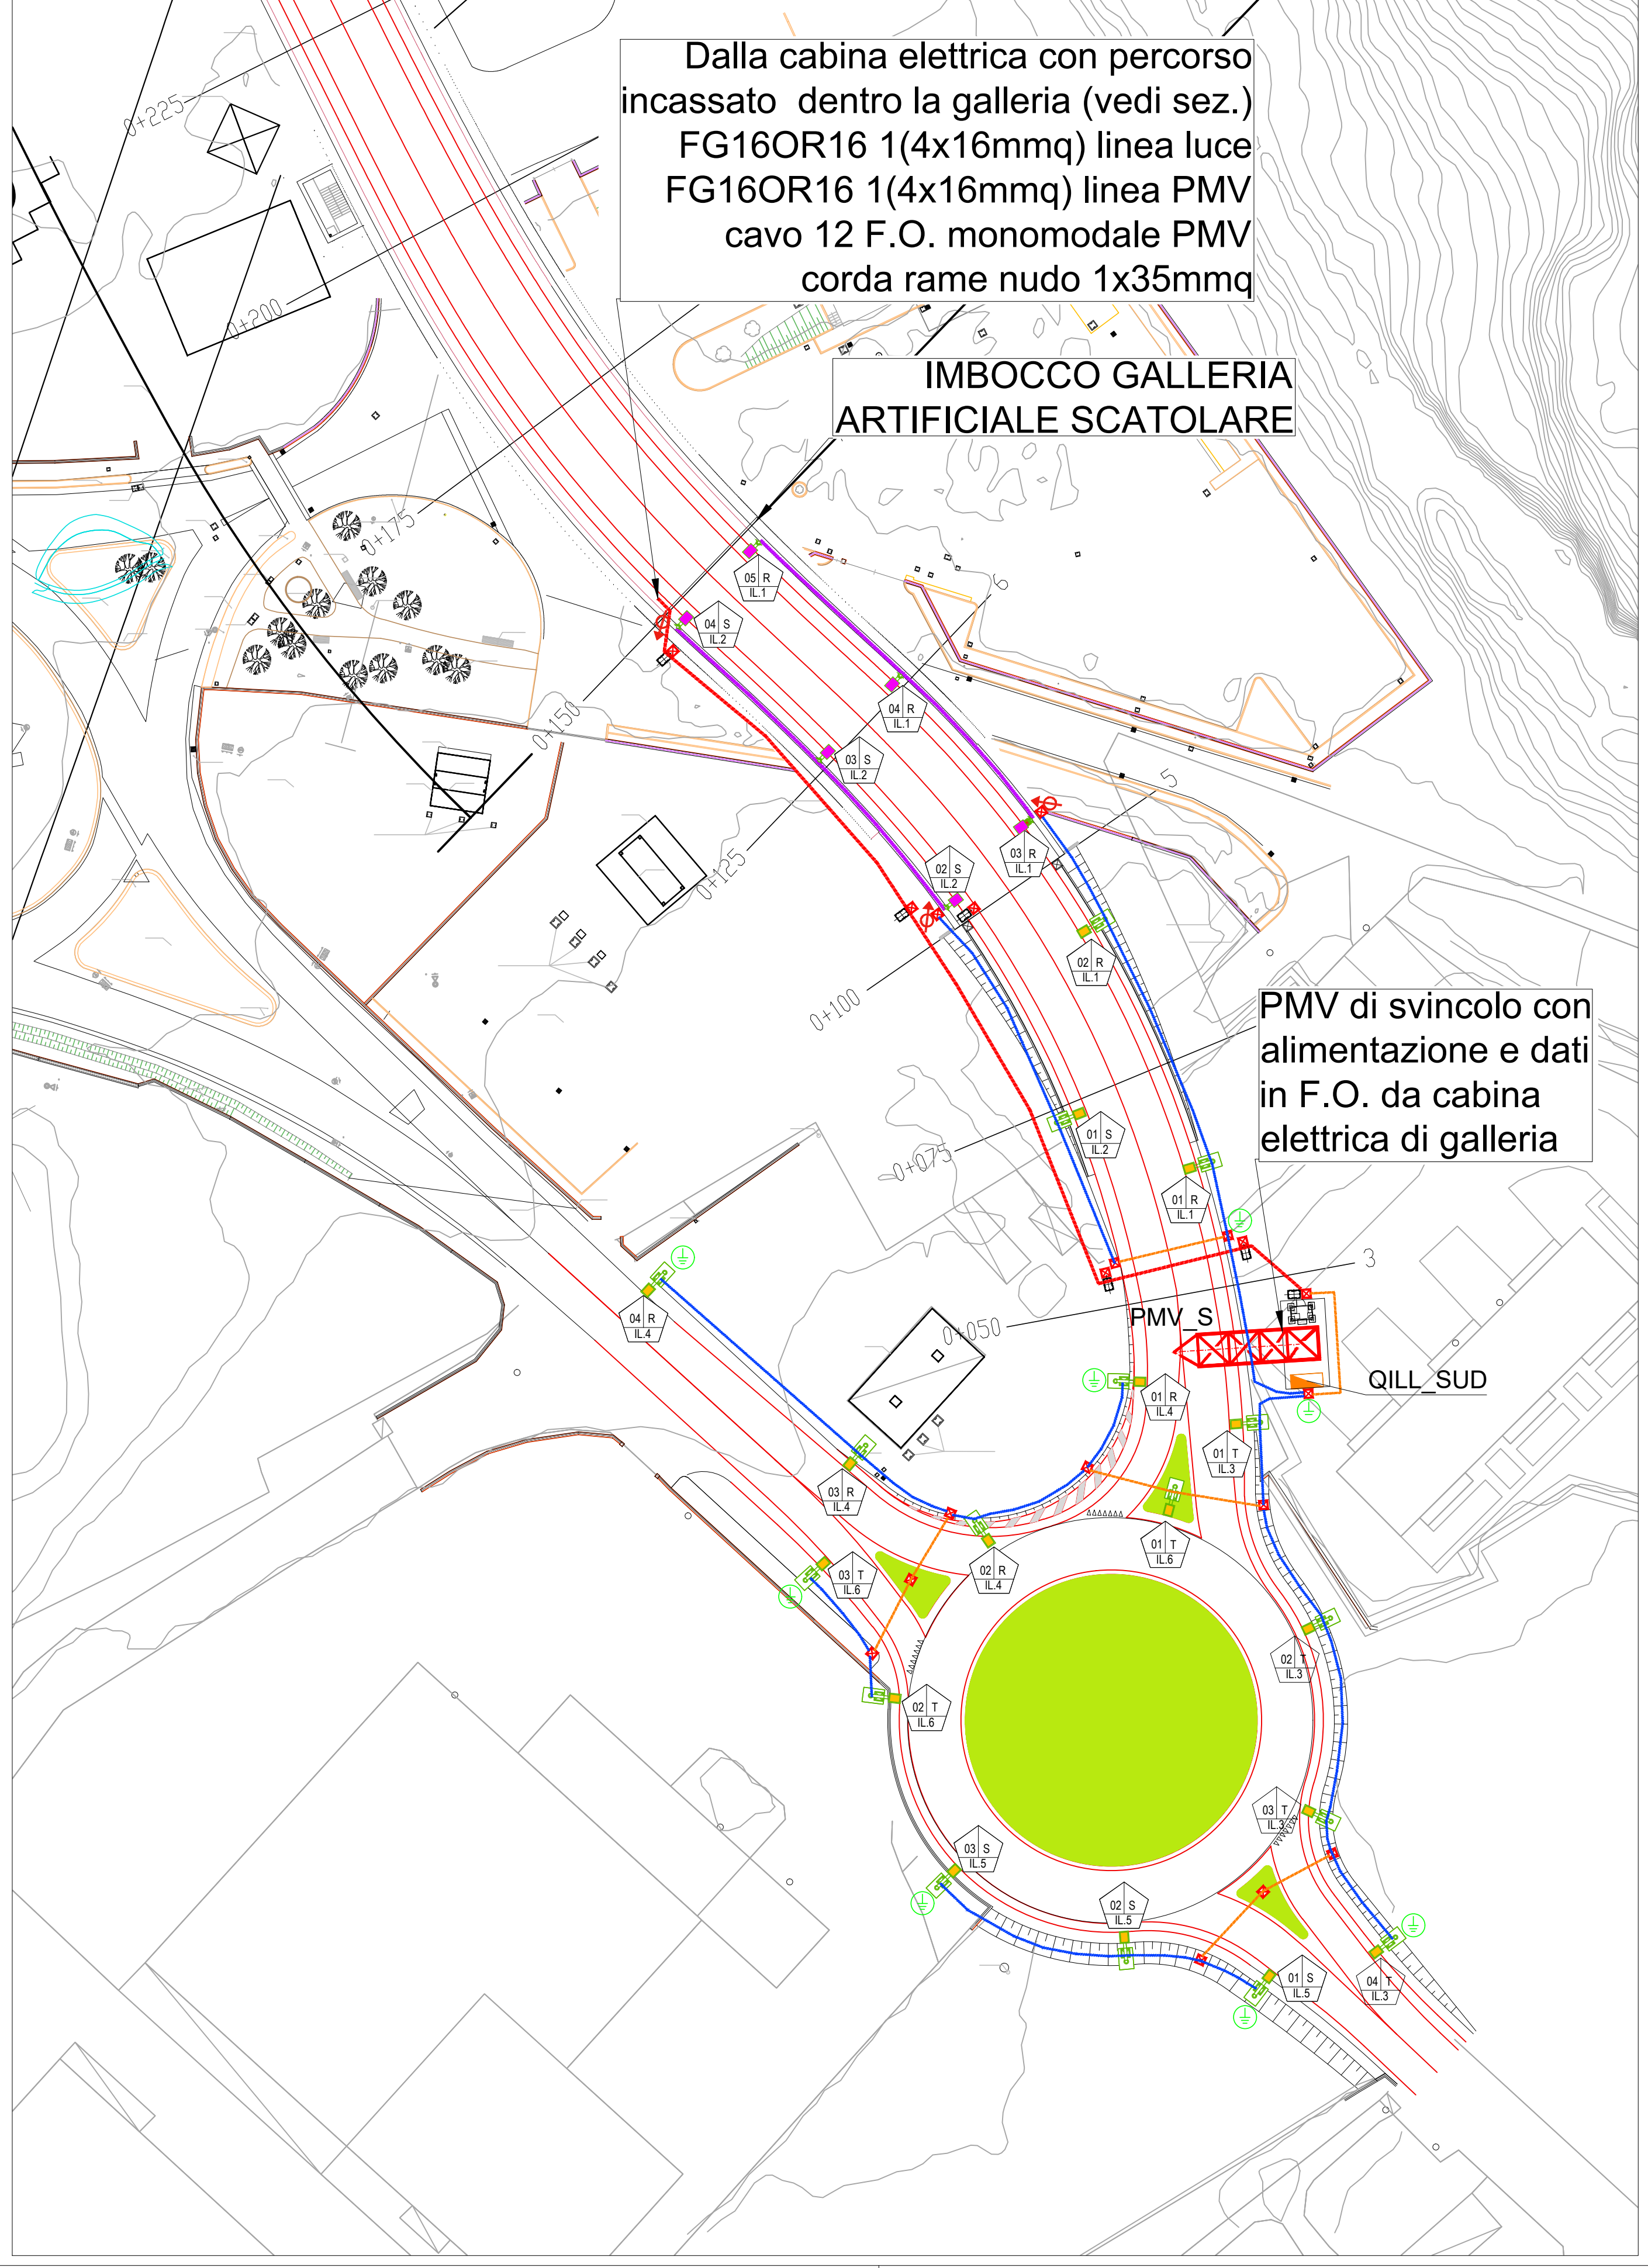 Dalla cabina elettrica con percorso
incassato dentro la galleria (vedi sez.)
FG16OR16 1(4x16mmq) linea luce
FG16OR16 1(4x16mmq) linea PMV
cavo 12 F.O. monomodale PMV
corda rame nudo 1x35mmq
0+225
0+200
IMBOCCO GALLERIA
ARTIFICIALE SCATOLARE
0+175
05 R
IL.1
6
04 S
IL.2
04 R
IL.1
0+150
03 S
IL.2
5
03 R
IL.1
0+125
02 S
IL.2
02 R
IL.1
0+100
PMV di svincolo con
alimentazione e dati
in F.O. da cabina
elettrica di galleria
01 S
IL.2
0+075
01 R
IL.1
3
04 R
IL.4
PMV_S
0+050
QILL_SUD
01 R
IL.4
01 T
IL.3
03 R
IL.4
01 T
IL.6
03 T
IL.6
02 R
IL.4
02 T
IL.3
02 T
IL.6
03 T
IL.3
03 S
IL.5
02 S
IL.5
01 S
IL.5
04 T
IL.3